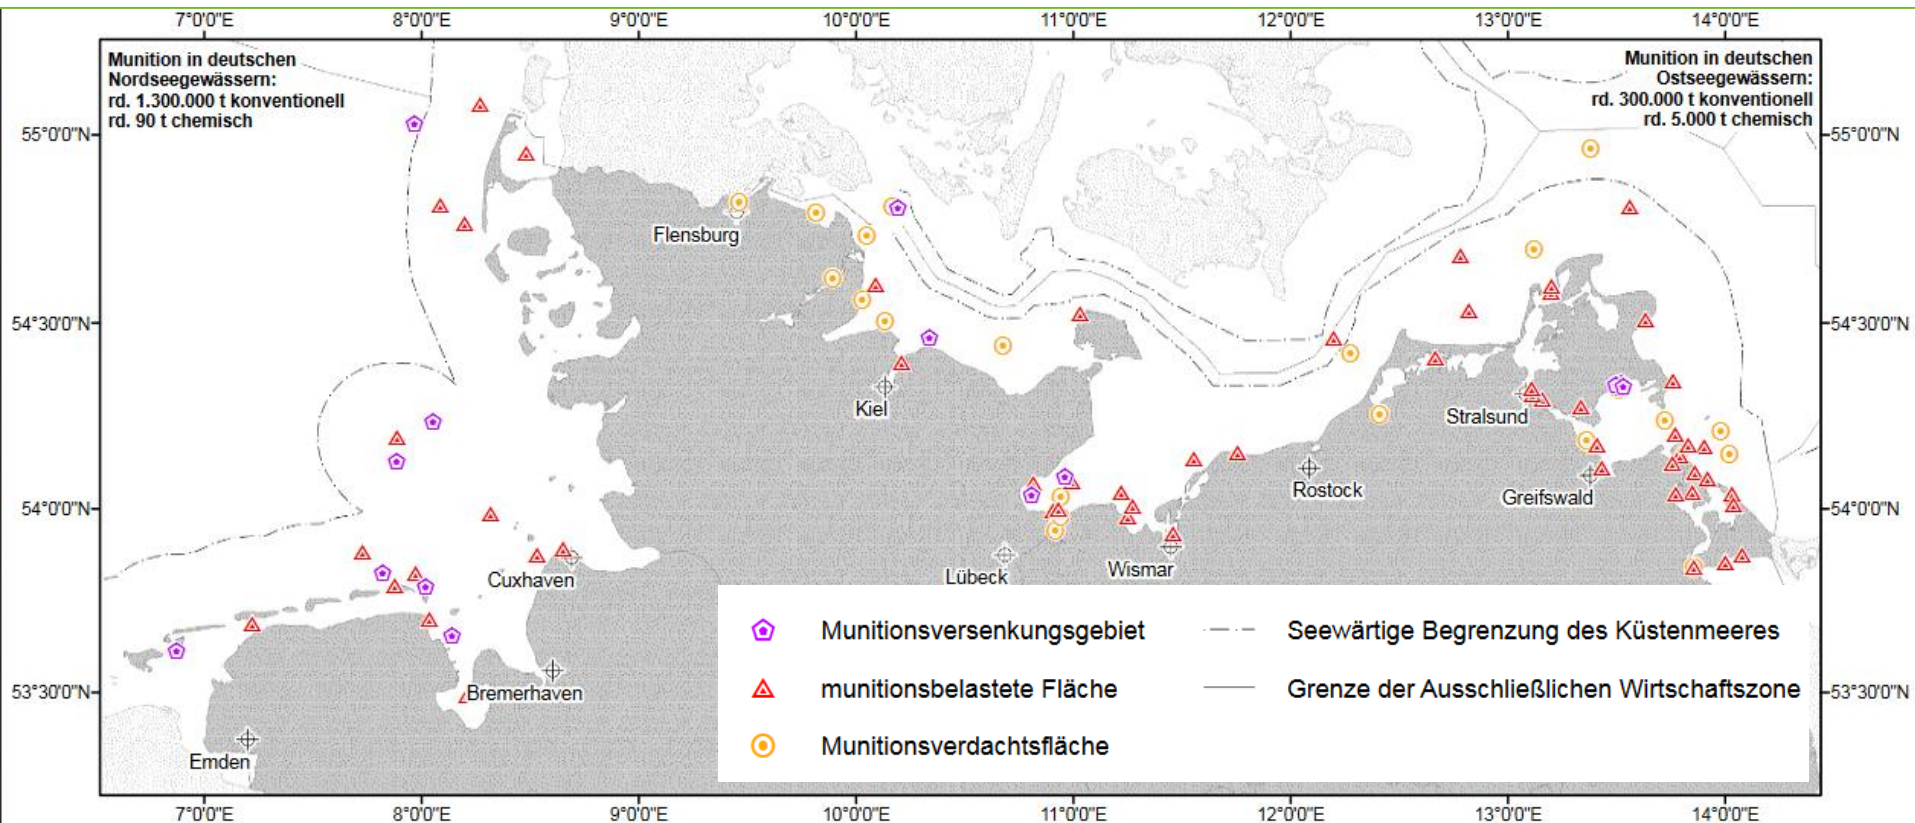 7°0'0"E 8°0'0"E 9°0'0"E 10°0'0"E 11°0'0"E 12°0'0"E 13°0'0"E 14°0'0"E
Munition in deutschen
Nordseegewässern:
rd. 1.300.000 t konventionell
rd. 90 t chemisch
Munition in deutschen
Ostseegewässern:
rd. 300.000 t konventionell
rd. 5.000 t chemisch
55°0'0"N 55°0'0"N
Flensburg
54°30'0"N 54°30'0"N
Kiel
Stralsund
Rostock
Greifswald
54°0'0"N 54°0'0"N
Cuxhaven
Lübeck
Wismar
Munitionsversenkungsgebiet
Seewärtige Begrenzung des Küstenmeeres
munitionsbelastete Fläche
Grenze der Ausschließlichen Wirtschaftszone
Munitionsverdachtsfläche
53°30'0"N 53°30'0"N
Bremerhaven
Emden
7°0'0"E 8°0'0"E 9°0'0"E 10°0'0"E 11°0'0"E 12°0'0"E 13°0'0"E 14°0'0"E